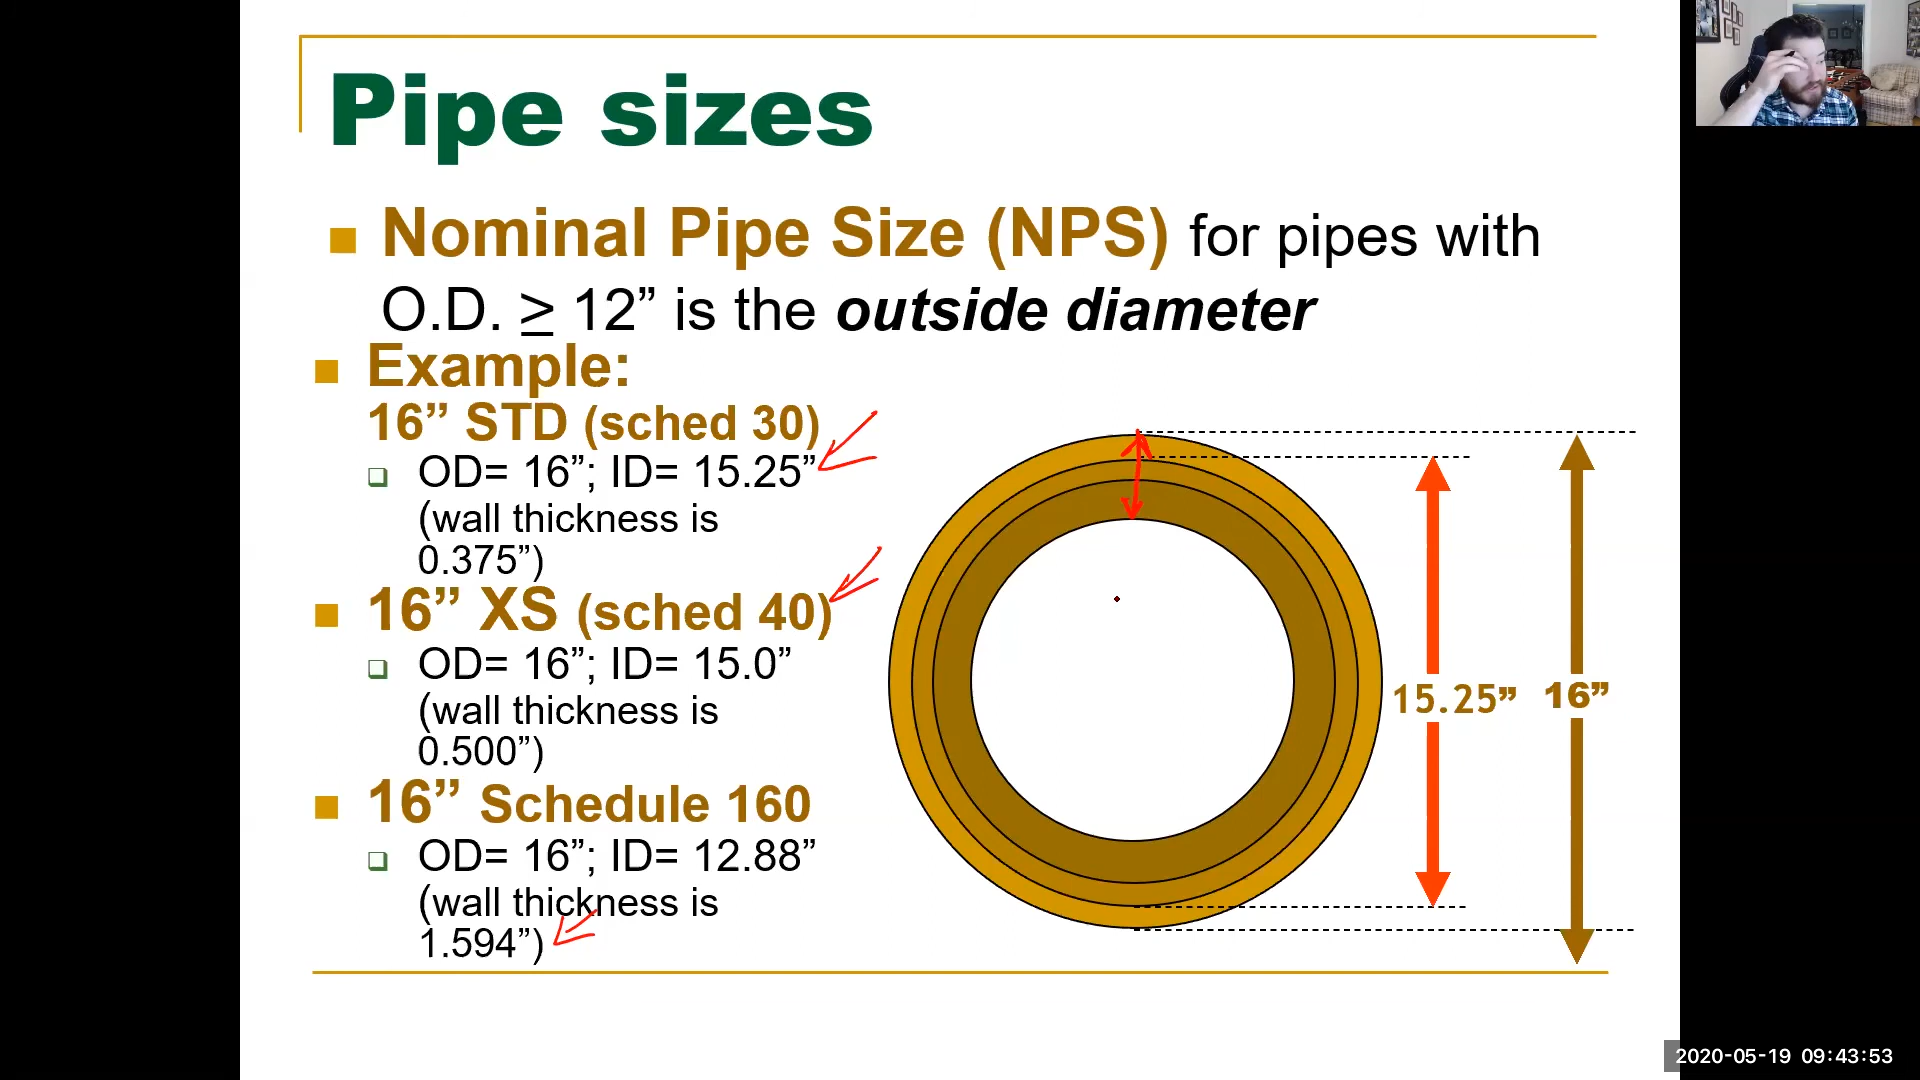 Pipe sizes
■ Nominal Pipe Size (NPS) for pipes with
O.D. ≥ 12” is the outside diameter
■ Example:
16” STD (sched 30)
❑ OD= 16”; ID= 15.25”
(wall thickness is
0.375”)
■ 16” XS (sched 40)
❑ OD= 16”; ID= 15.0”
(wall thickness is
0.500”)
■ 16” Schedule 160
❑ OD= 16”; ID= 12.88”
(wall thickness is
1.594”)
15.25” 16”
2020-05-19 09:43:53